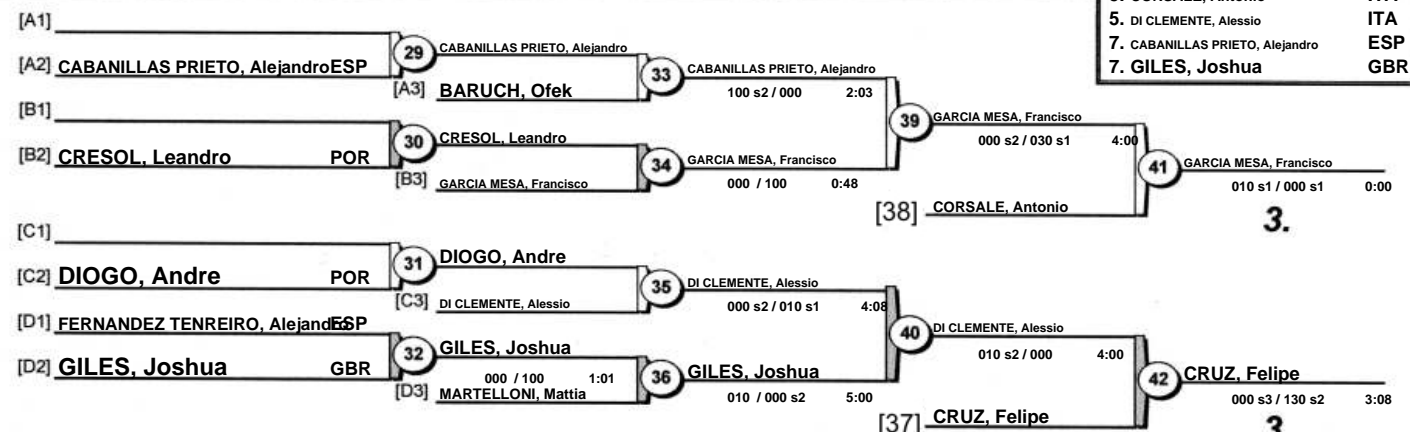 5. DI CLEMENTE, Alessio ITA
7. CABANILLAS PRIETO, Alejandro ESP
7. GILES, Joshua GBR
[A1]
[A2] CABANILLAS PRIETO, Alejandro ESP
29
CABANILLAS PRIETO, Alejandro
[A3] BARUCH, Ofek
33
CABANILLAS PRIETO, Alejandro
100 s2 / 000 2:03
[B1]
[B2] CRESOL, Leandro POR
30
CRESOL, Leandro
[B3] GARCIA MESA, Francisco
34
GARCIA MESA, Francisco
000 / 100 0:48
39
GARCIA MESA, Francisco
000 s2 / 030 s1 4:00
[38] CORSALE, Antonio
41
GARCIA MESA, Francisco
010 s1 / 000 s1 0:00
3.
[C1]
[C2] DIOGO, Andre POR
31
DIOGO, Andre
[C3] DI CLEMENTE, Alessio
35
DI CLEMENTE, Alessio
000 s2 / 010 s1 4:08
[D1] FERNANDEZ TENREIRO, Alejandro ESP
[D2] GILES, Joshua GBR
32
GILES, Joshua
000 / 100 1:01
[D3] MARTELLONI, Mattia
36
GILES, Joshua
010 / 000 s2 5:00
40
DI CLEMENTE, Alessio
010 s2 / 000 4:00
[37] CRUZ, Felipe
42
CRUZ, Felipe
000 s3 / 130 s2 3:08
3